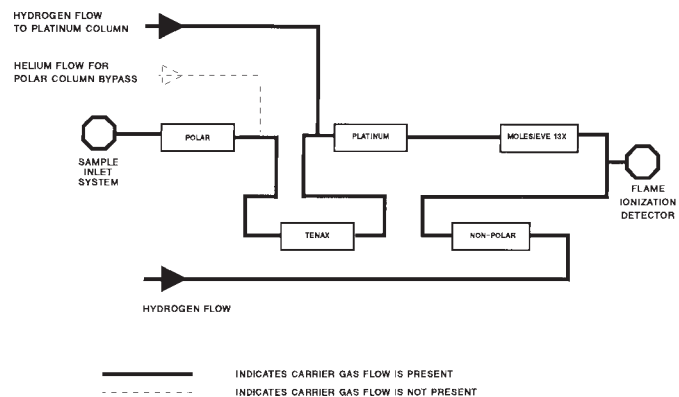 HYDROGEN FLOW
TO PLATINUM COLUMN
HELIUM FLOW FOR
POLAR COLUMN BYPASS
POLAR
PLATINUM
MOLESIEVE 13X
SAMPLE
INLET
SYSTEM
FLAME
IONIZATION
DETECTOR
TENAX
NON-POLAR
HYDROGEN FLOW
INDICATES CARRIER GAS FLOW IS PRESENT
INDICATES CARRIER GAS FLOW IS NOT PRESENT